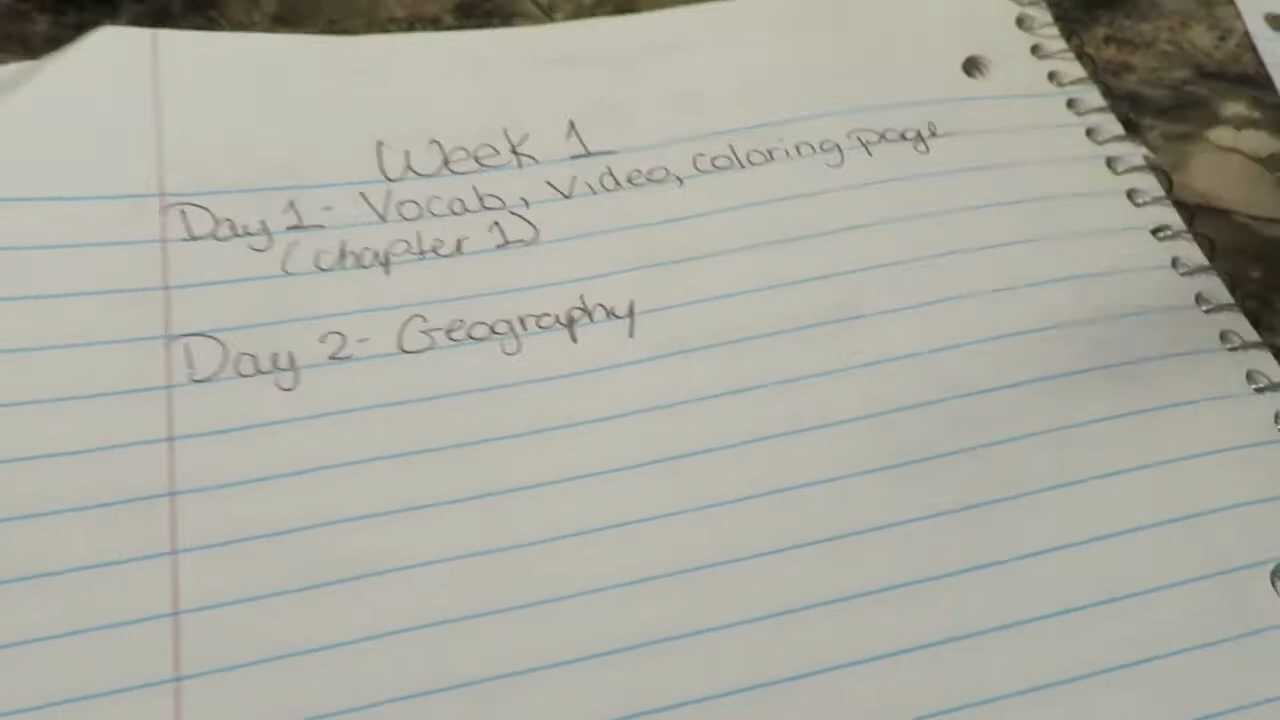 Week 1
Day 1- Vocab, Video, coloring page
(chapter 1)
Day 2- Geography